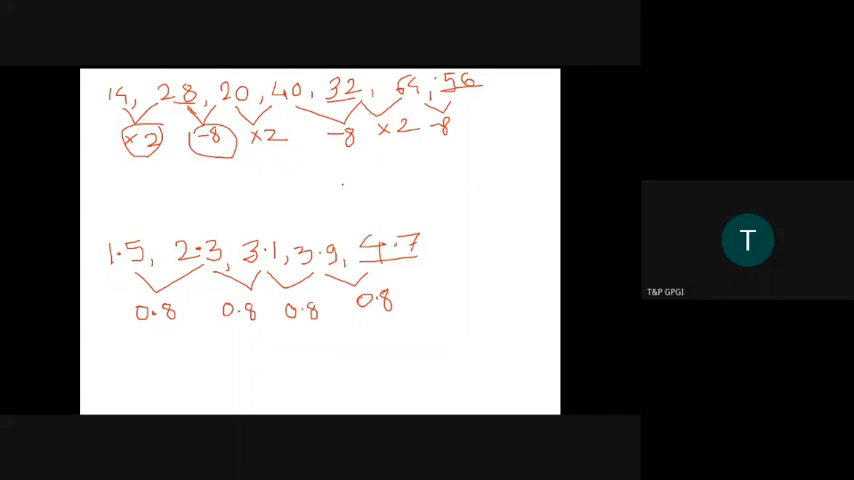 14, 28, 20, 40, 32, 64, 56
×2 -8 ×2 -8 ×2 -8
1.5, 2.3, 3.1, 3.9, 4.7
0.8 0.8 0.8 0.8
T
T&P GPGI